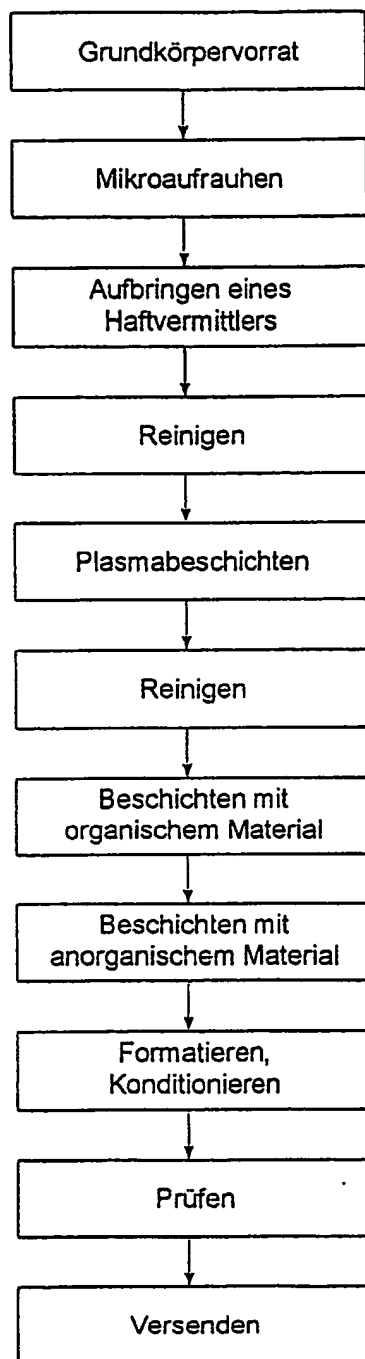 Grundkörpervorrat
Mikroaufrauhen
Aufbringen eines
Haftvermittlers
Reinigen
Plasmabeschichten
Reinigen
Beschichten mit
organischem Material
Beschichten mit
anorganischem Material
Formatieren,
Konditionieren
Prüfen
Versenden